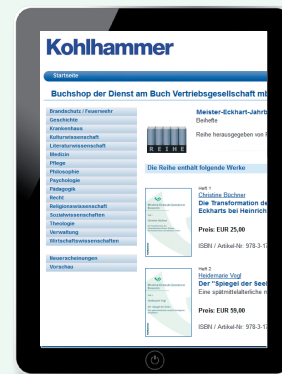 Kohlhammer
Startseite
Buchshop der Dienst am Buch Vertriebsgesellschaft mb
Brandschutz / Feuerwehr
Geschichte
Krankenhaus
Kulturwissenschaft
Literaturwissenschaft
Medizin
Pflege
Philosophie
Psychologie
Pädagogik
Recht
Religionswissenschaft
Sozialwissenschaften
Theologie
Verwaltung
Wirtschaftswissenschaften
Neuerscheinungen
Vorschau
Meister-Eckhart-Jahrb
Beihefte
REIHE
Reihe herausgegeben von
Die Reihe enthält folgende Werke
Heft 1
Christine Büchner
Die Transformation de
Eckharts bei Heinrich
Preis: EUR 25,00
ISBN / Artikel-Nr: 978-3-17
Heft 2
Heidemarie Vogl
Der "Spiegel der Seel
Eine spätmittelalterliche m
Preis: EUR 59,00
ISBN / Artikel-Nr: 978-3-1